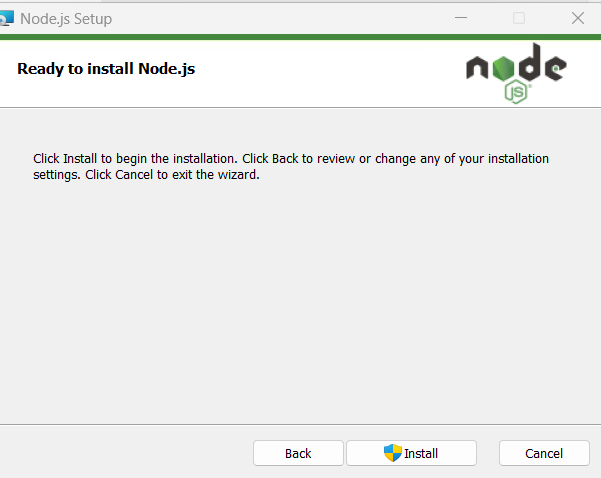 Node.js Setup
Ready to install Node.js
node
JS
Click Install to begin the installation. Click Back to review or change any of your installation
settings. Click Cancel to exit the wizard.
Back
Install
Cancel